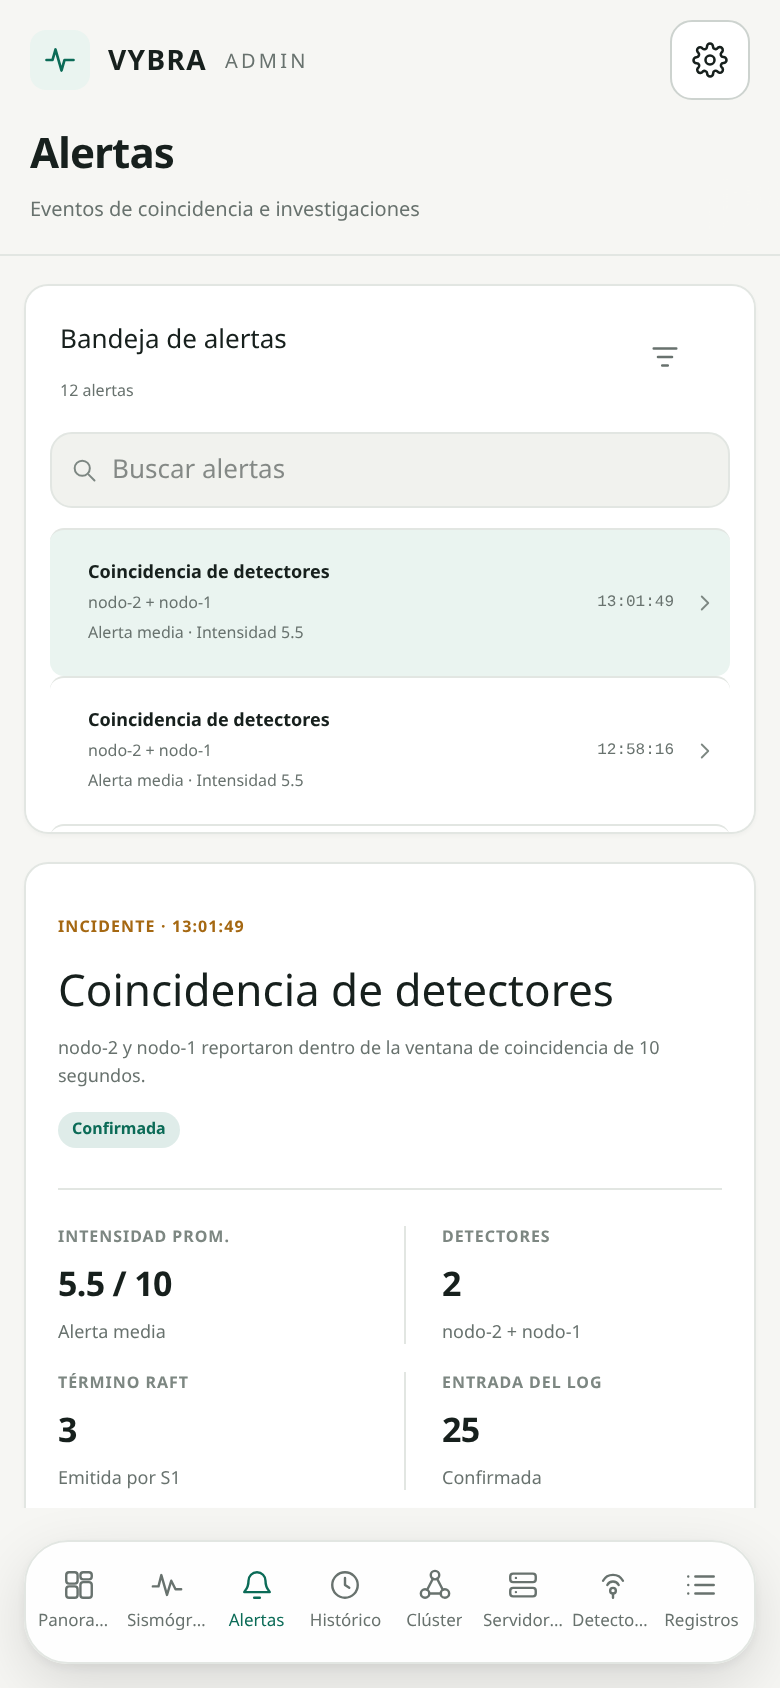 VYBRA ADMIN
Alertas
Eventos de coincidencia e investigaciones
Bandeja de alertas
12 alertas
Buscar alertas
Coincidencia de detectores
nodo-2 + nodo-1
13:01:49
Alerta media · Intensidad 5.5
Coincidencia de detectores
nodo-2 + nodo-1
12:58:16
Alerta media · Intensidad 5.5
INCIDENTE · 13:01:49
Coincidencia de detectores
nodo-2 y nodo-1 reportaron dentro de la ventana de coincidencia de 10
segundos.
Confirmada
INTENSIDAD PROM.
5.5 / 10
Alerta media
DETECTORES
2
nodo-2 + nodo-1
TÉRMINO RAFT
3
Emitida por S1
ENTRADA DEL LOG
25
Confirmada
Panora... Sismógr... Alertas Histórico Clúster Servidor... Detecto... Registros